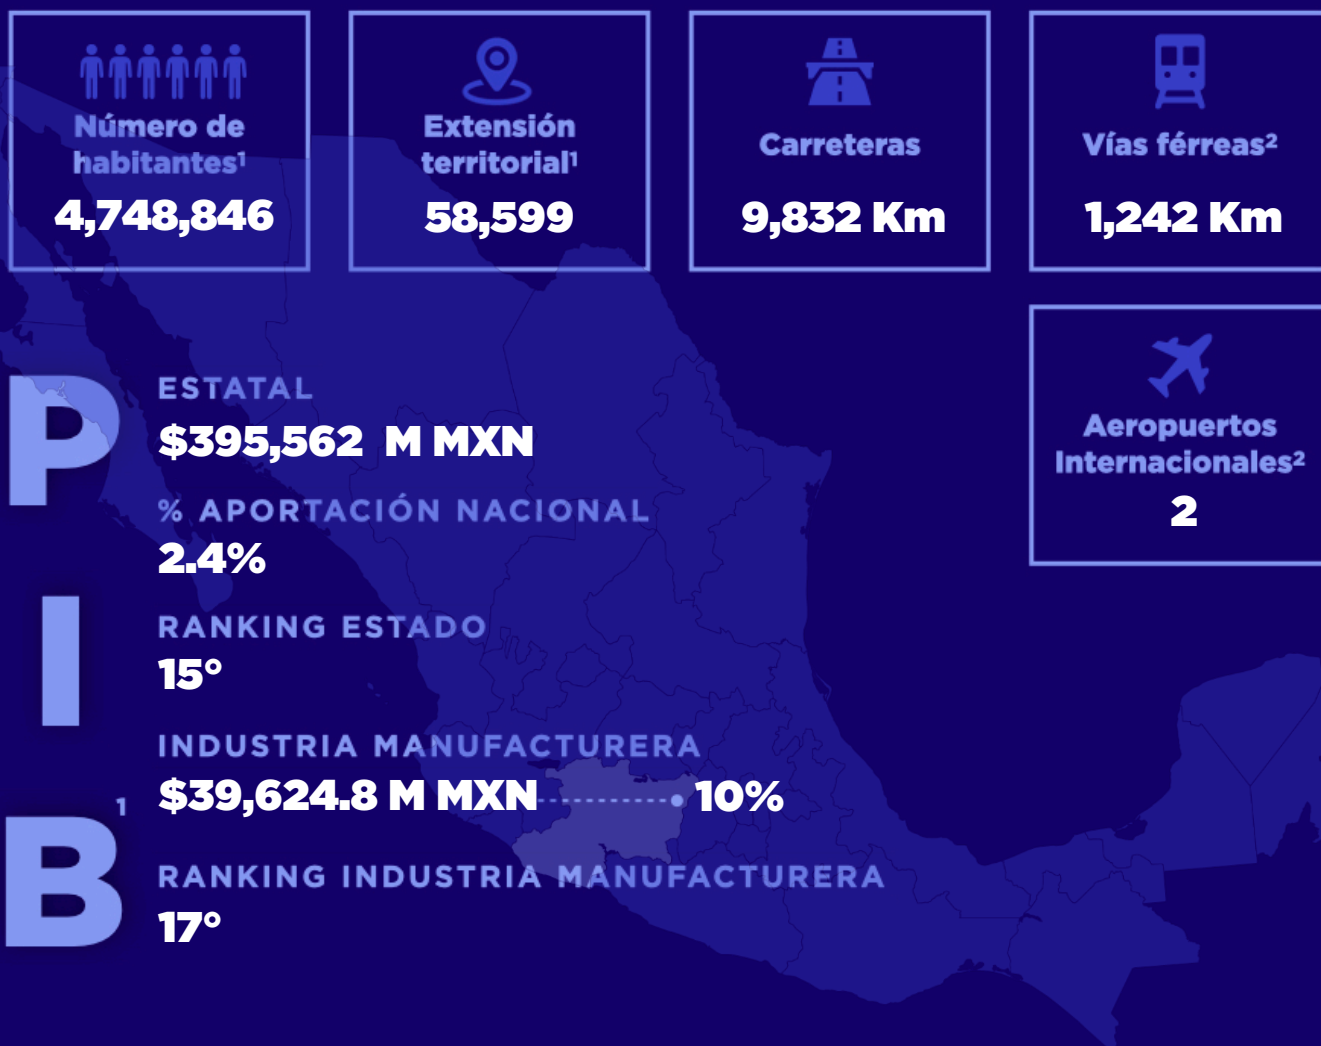 Número de
habitantes¹
4,748,846
Extensión
territorial¹
58,599
Carreteras
9,832 Km
Vías férreas²
1,242 Km
Aeropuertos
Internacionales²
2
P
I
B¹
ESTATAL
$395,562 M MXN
% APORTACIÓN NACIONAL
2.4%
RANKING ESTADO
15°
INDUSTRIA MANUFACTURERA
$39,624.8 M MXN 10%
RANKING INDUSTRIA MANUFACTURERA
17°